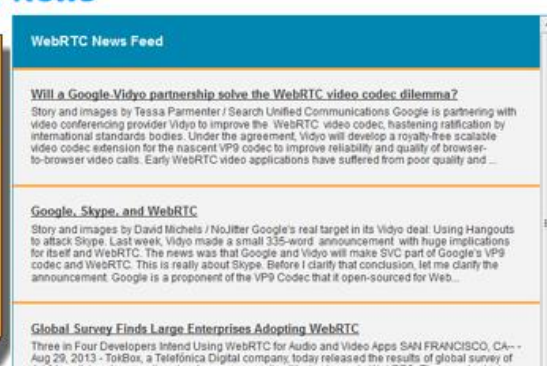 WebRTC News Feed
Will a Google-Vidyo partnership solve the WebRTC video codec dilemma?
Story and images by Tessa Parmenter / Search Unified Communications Google is partnering with
video conferencing provider Vidyo to improve the WebRTC video codec, hastening ratification by
international standards bodies. Under the agreement, Vidyo will develop a royalty-free scalable
video codec extension for the nascent VP9 codec to improve reliability and quality of browser-
to-browser video calls. Early WebRTC video applications have suffered from poor quality and ...
Google, Skype, and WebRTC
Story and images by David Michels / NoJitter Google's real target in its Vidyo deal: Using Hangouts
to attack Skype. Last week, Vidyo made a small 335-word announcement with huge implications
for itself and WebRTC. The news was that Google and Vidyo will make SVC part of Google's VP9
codec and WebRTC. This is really about Skype. Before I clarify that conclusion, let me clarify the
announcement. Google is a proponent of the VP9 Codec that it open-sourced for Web...
Global Survey Finds Large Enterprises Adopting WebRTC
Three in Four Developers Intend Using WebRTC for Audio and Video Apps SAN FRANCISCO, CA-- -
Aug 29, 2013 - TokBox, a Telefónica Digital company, today released the results of global survey of